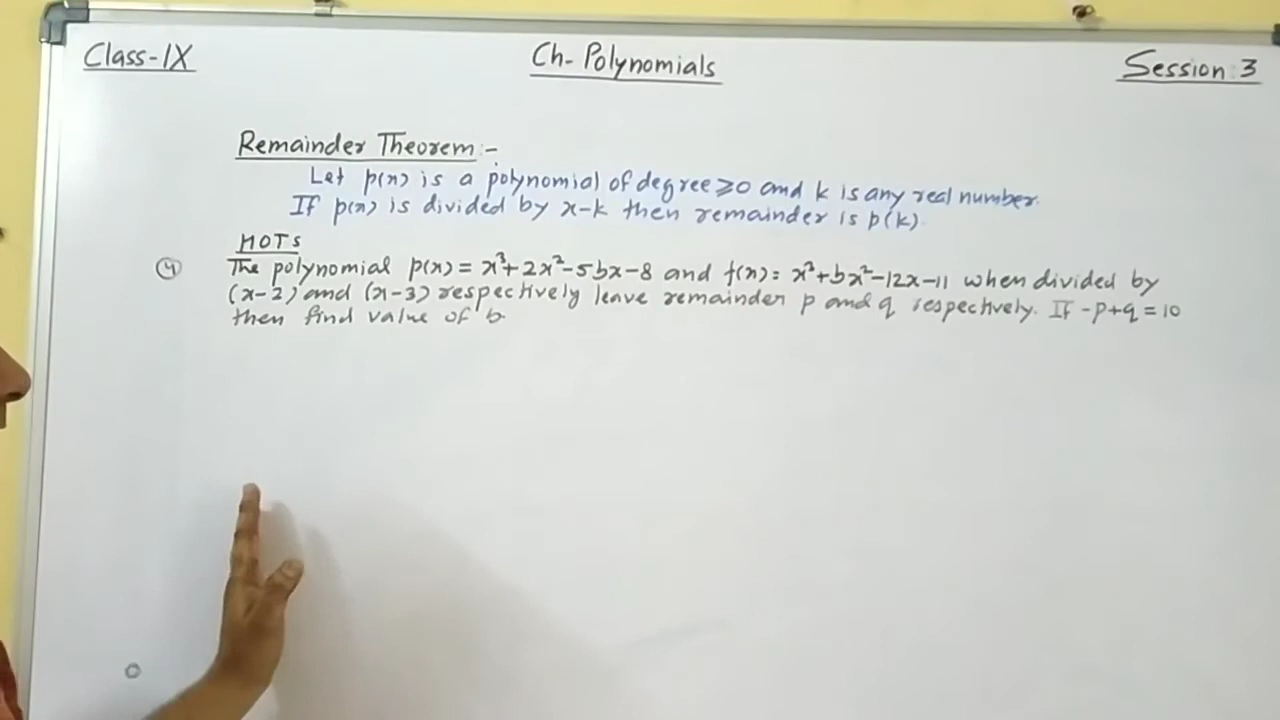 Class-IX
Ch- Polynomials
Session: 3
Remainder Theorem:-
Let p(x) is a polynomial of degree ≥ 0 and k is any real number.
If p(x) is divided by x-k then remainder is p(k).
HOTs
④ The polynomial p(x) = x³+2x²-5bx-8 and f(x) = x³+bx²-12x-11 when divided by
(x-2) and (x-3) respectively leave remainder p and q respectively. If -p+q = 10
then find value of b.